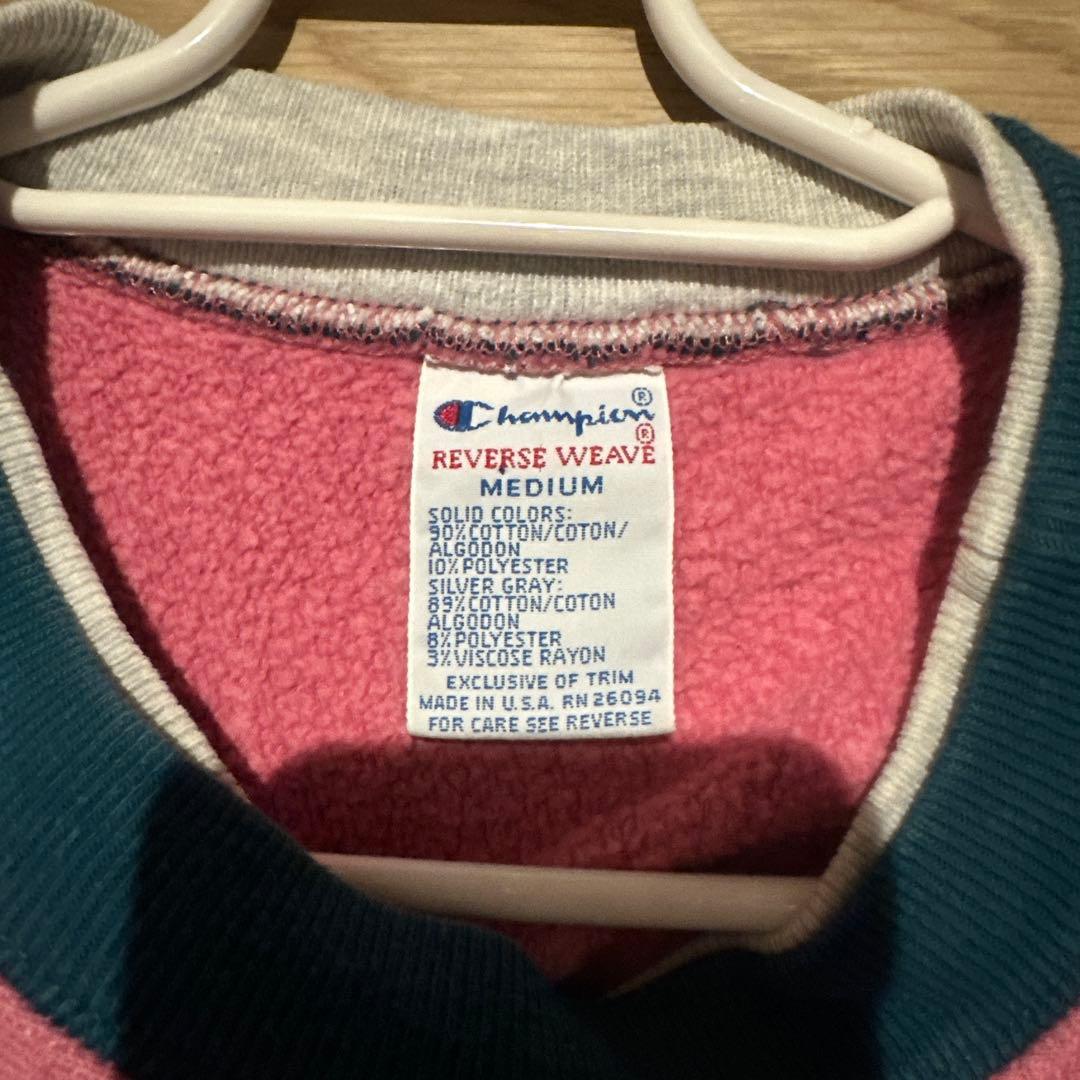 Champion®
REVERSE WEAVE®
MEDIUM
SOLID COLORS:
90%COTTON/COTON/
ALGODON
10%POLYESTER
SILVER GRAY:
89%COTTON/COTON
ALGODON
8%POLYESTER
3%VISCOSE RAYON
EXCLUSIVE OF TRIM
MADE IN U.S.A. RN 26094
FOR CARE SEE REVERSE